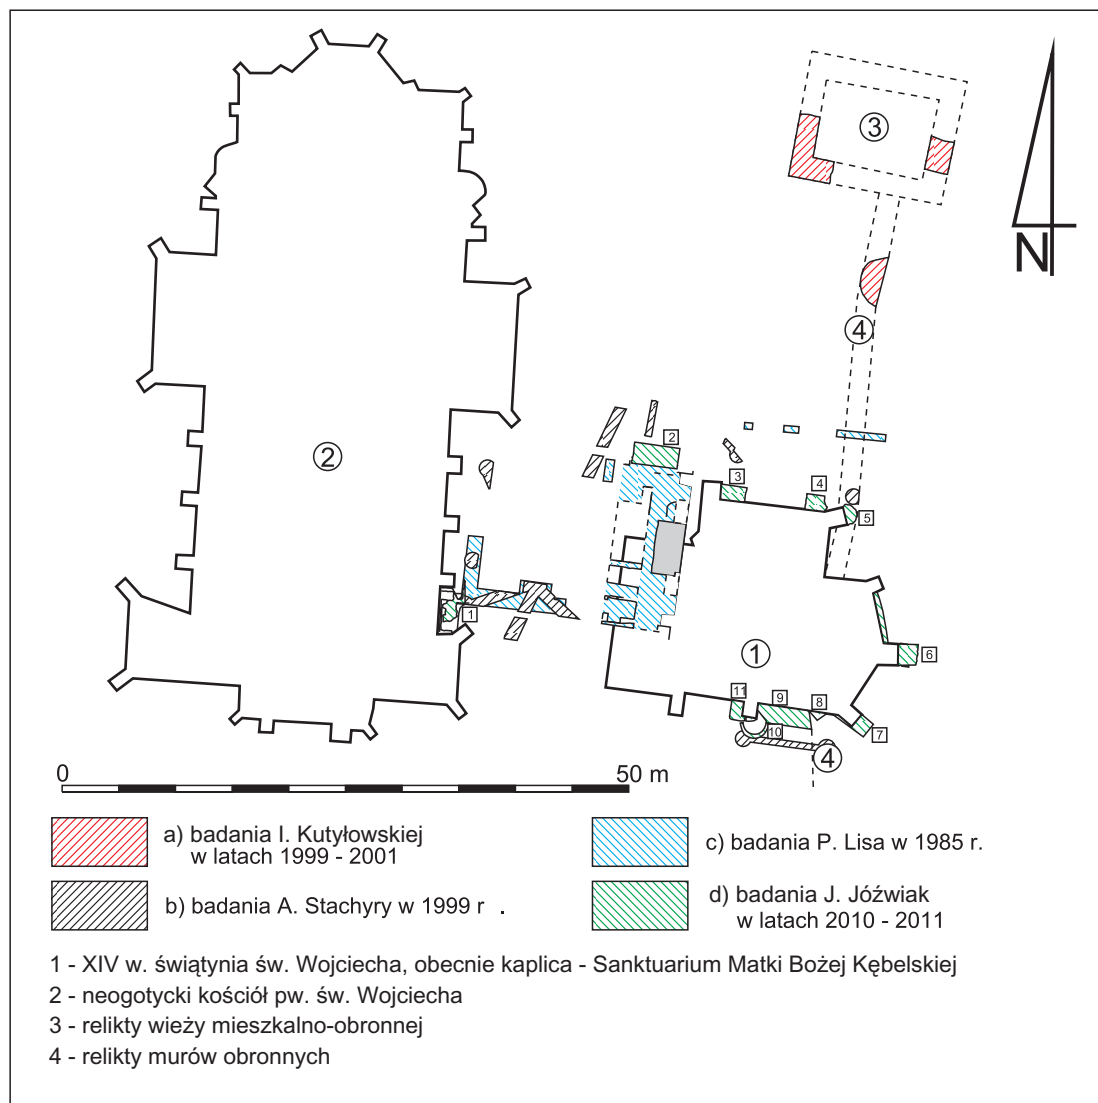 3
N
4
2
2
3
4
5
1
1
6
11
9
8
10
7
4
0
50 m
a) badania I. Kutyłowskiej
w latach 1999 - 2001
c) badania P. Lisa w 1985 r.
b) badania A. Stachyry w 1999 r .
d) badania J. Jóźwiak
w latach 2010 - 2011
1 - XIV w. świątynia św. Wojciecha, obecnie kaplica - Sanktuarium Matki Bożej Kębelskiej
2 - neogotycki kościół pw. św. Wojciecha
3 - relikty wieży mieszkalno-obronnej
4 - relikty murów obronnych